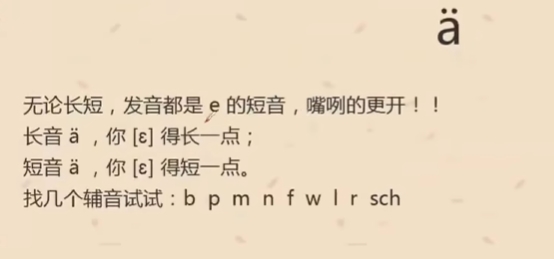 ä
无论长短，发音都是 e 的短音，嘴咧的更开！！
长音 ä ，你 [ε] 得长一点；
短音 ä ，你 [ε] 得短一点。
找几个辅音试试：b p m n f w l r sch